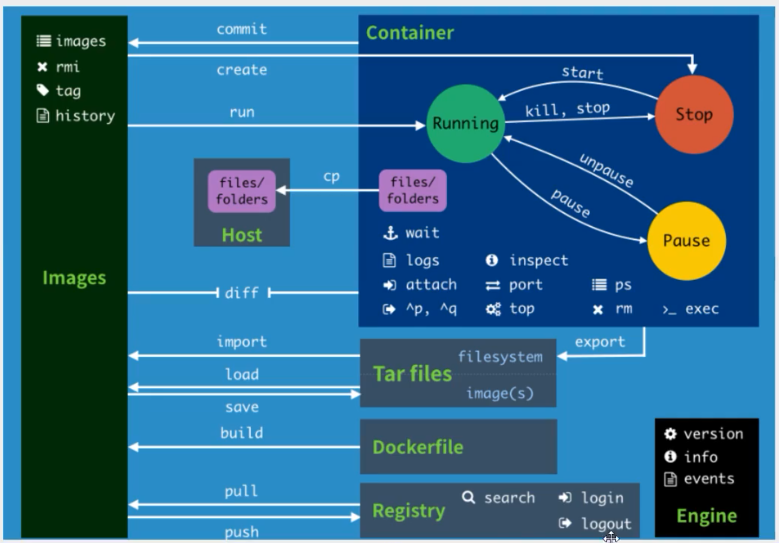 images
rmi
tag
history
Images
commit
create
run
cp
diff
import
load
save
build
pull
push
files/
folders
Host
Container
Running
start
kill, stop
Stop
unpause
pause
Pause
files/
folders
wait
logs
inspect
attach
port
ps
^p, ^q
top
rm
>_ exec
export
Tar files
filesystem
image(s)
Dockerfile
Registry
search
login
logout
version
info
events
Engine